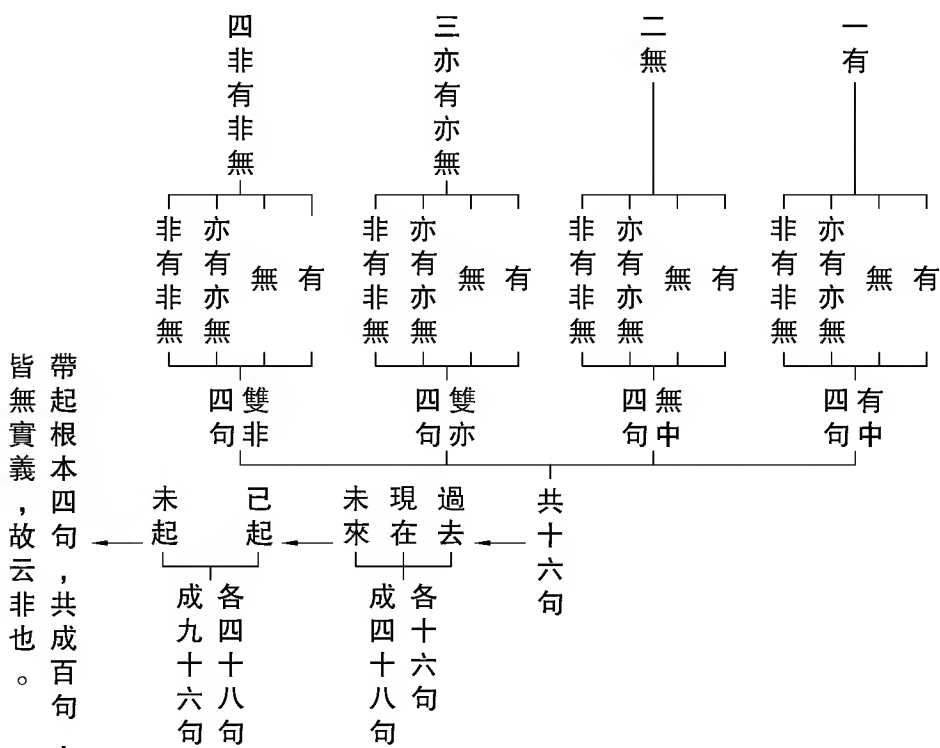 一有
二無
三亦有亦無
四非有非無
有
無
亦有亦無
非有非無
有
無
亦有亦無
非有非無
有
無
亦有亦無
非有非無
有
無
亦有亦無
非有非無
有中
四句
無中
四句
雙亦
四句
雙非
四句
共十六句
過去
現在
未來
各十六句
成四十八句
已起
未起
各四十八句
成九十六句
帶起根本四句，共成百句，
皆無實義，故云非也。